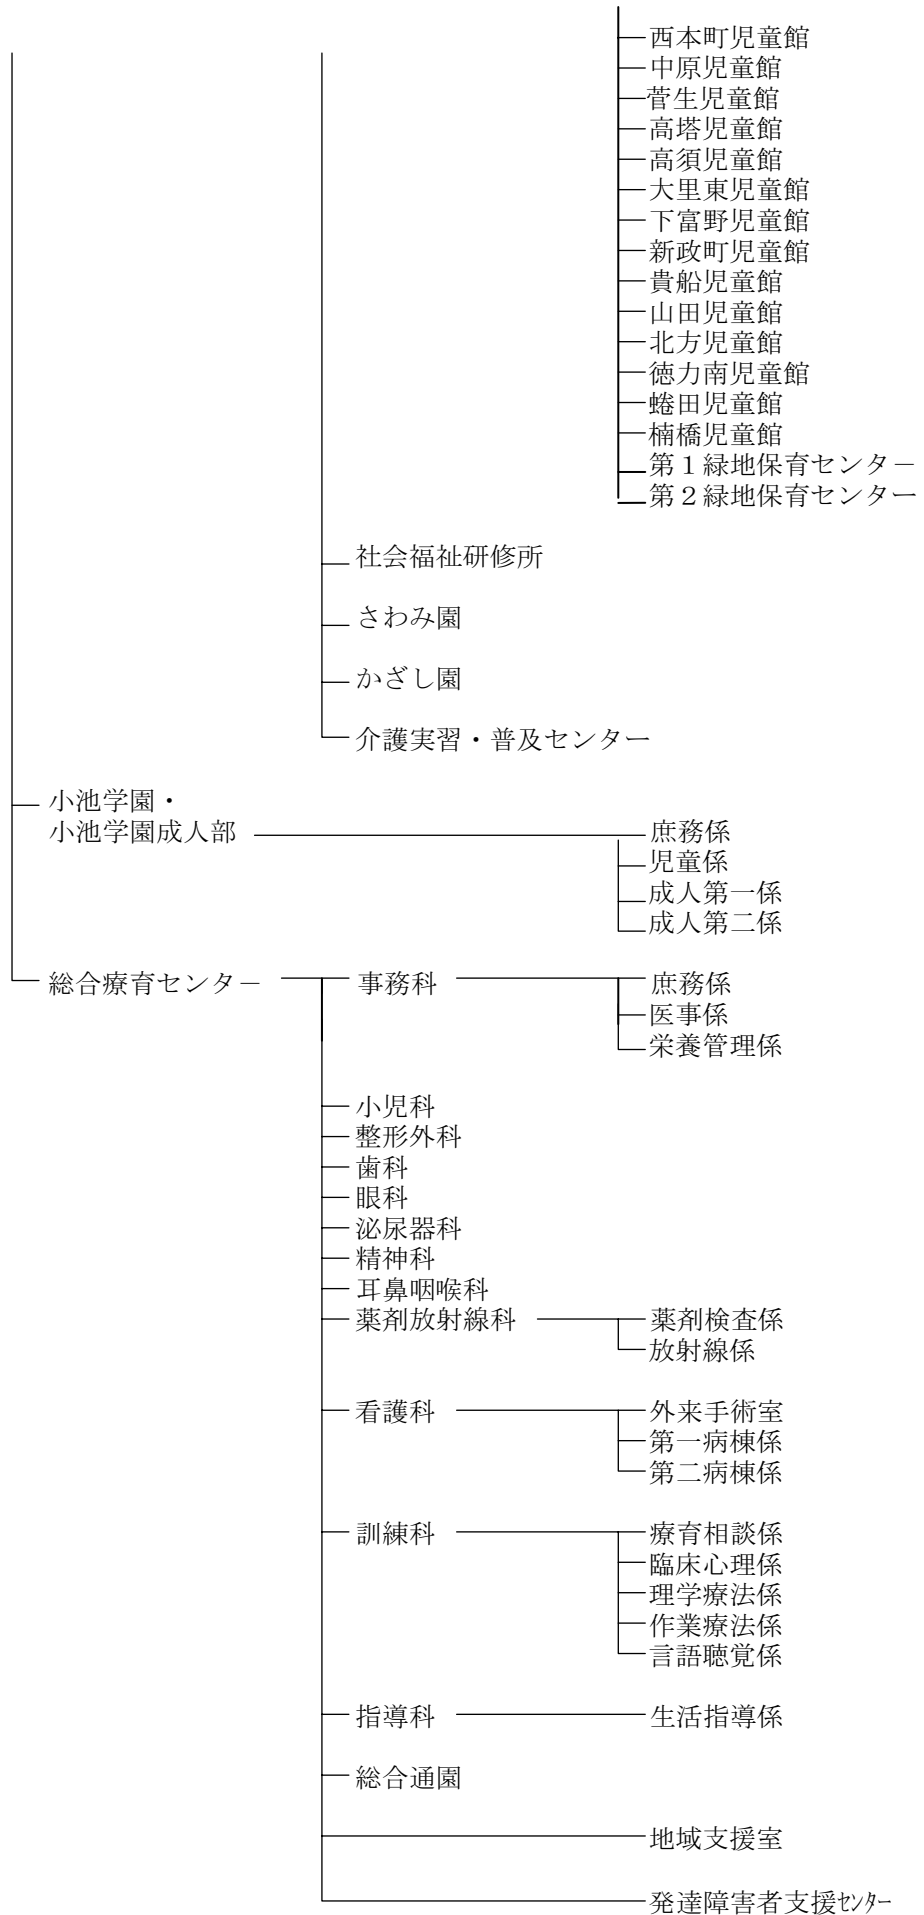 西本町児童館
中原児童館
菅生児童館
高塔児童館
高須児童館
大里東児童館
下富野児童館
新政町児童館
貴船児童館
山田児童館
北方児童館
徳力南児童館
蜷田児童館
楠橋児童館
第１緑地保育センター
第２緑地保育センター
社会福祉研修所
さわみ園
かざし園
介護実習・普及センター
小池学園・
小池学園成人部 庶務係
児童係
成人第一係
成人第二係
総合療育センター 事務科 庶務係
医事係
栄養管理係
小児科
整形外科
歯科
眼科
泌尿器科
精神科
耳鼻咽喉科
薬剤放射線科 薬剤検査係
放射線係
看護科 外来手術室
第一病棟係
第二病棟係
訓練科 療育相談係
臨床心理係
理学療法係
作業療法係
言語聴覚係
指導科 生活指導係
総合通園
地域支援室
発達障害者支援ｾﾝﾀｰ